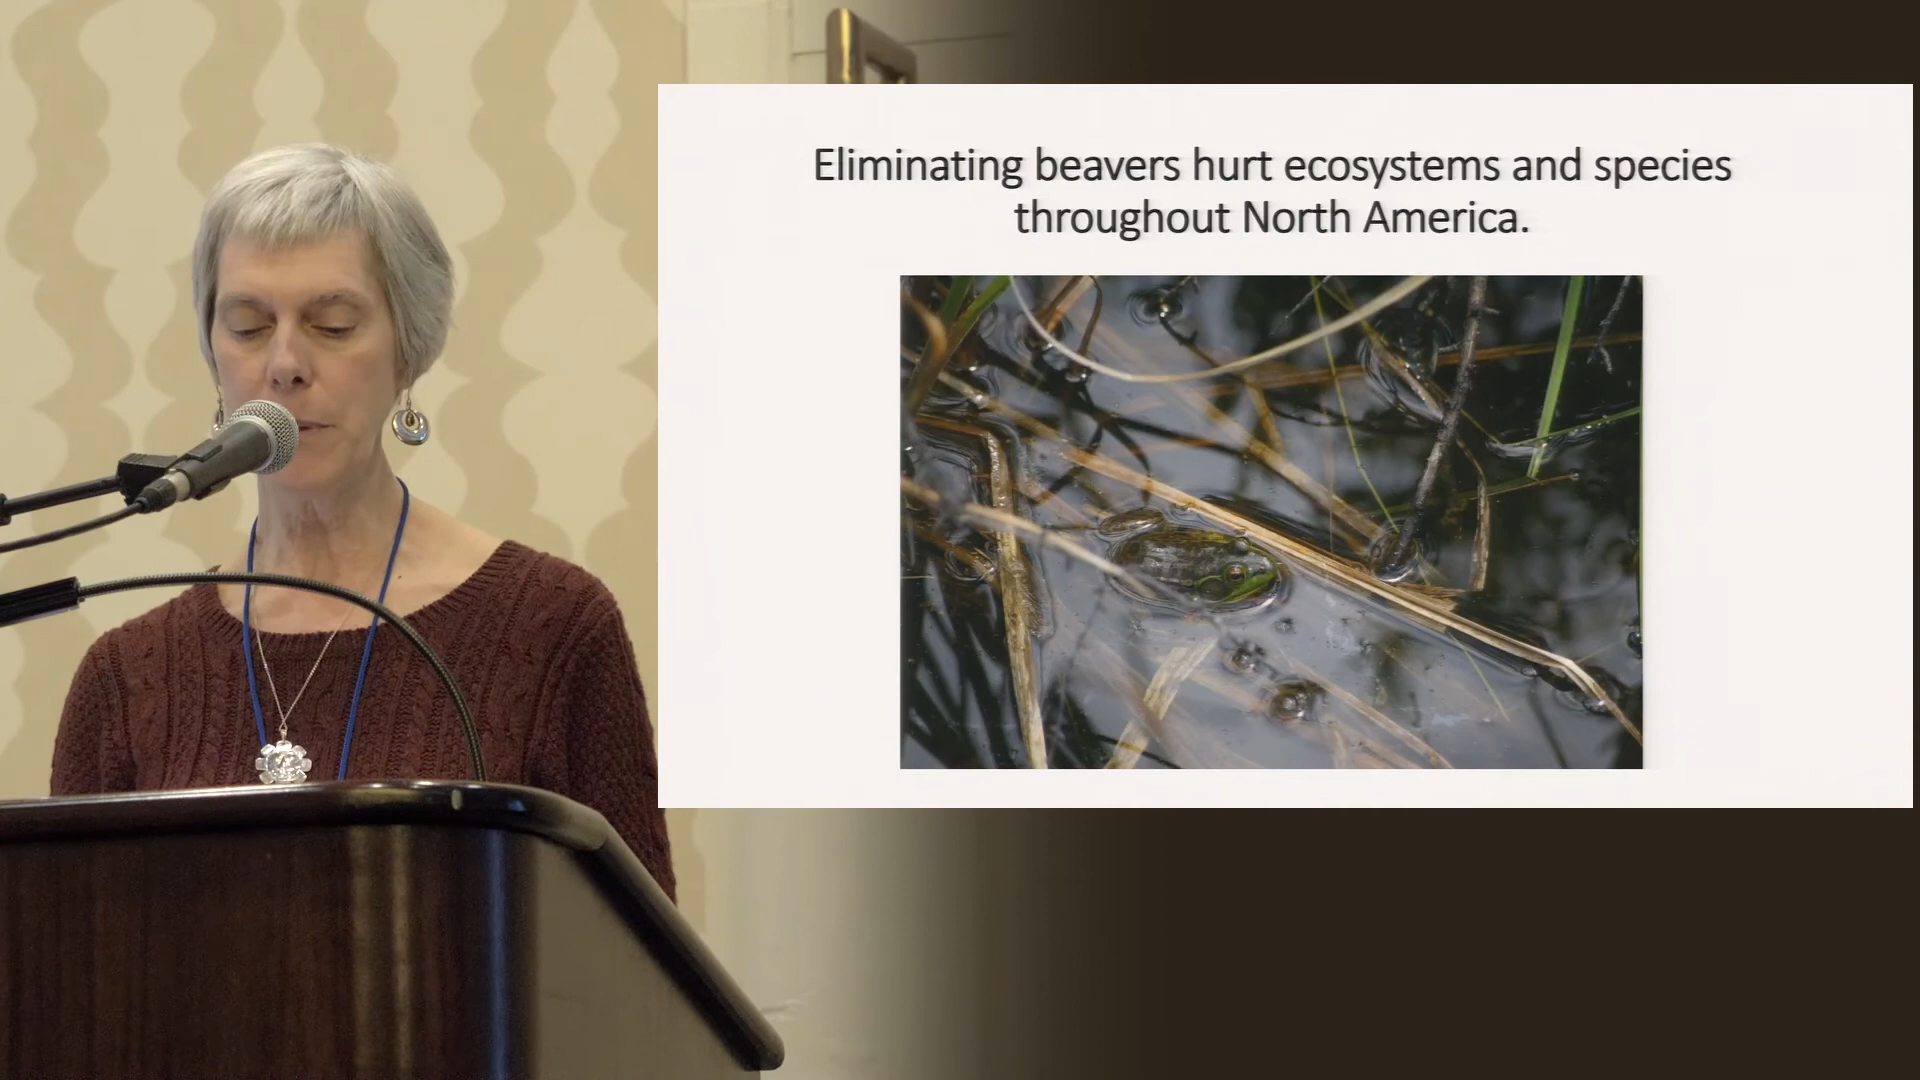 Eliminating beavers hurt ecosystems and species
throughout North America.